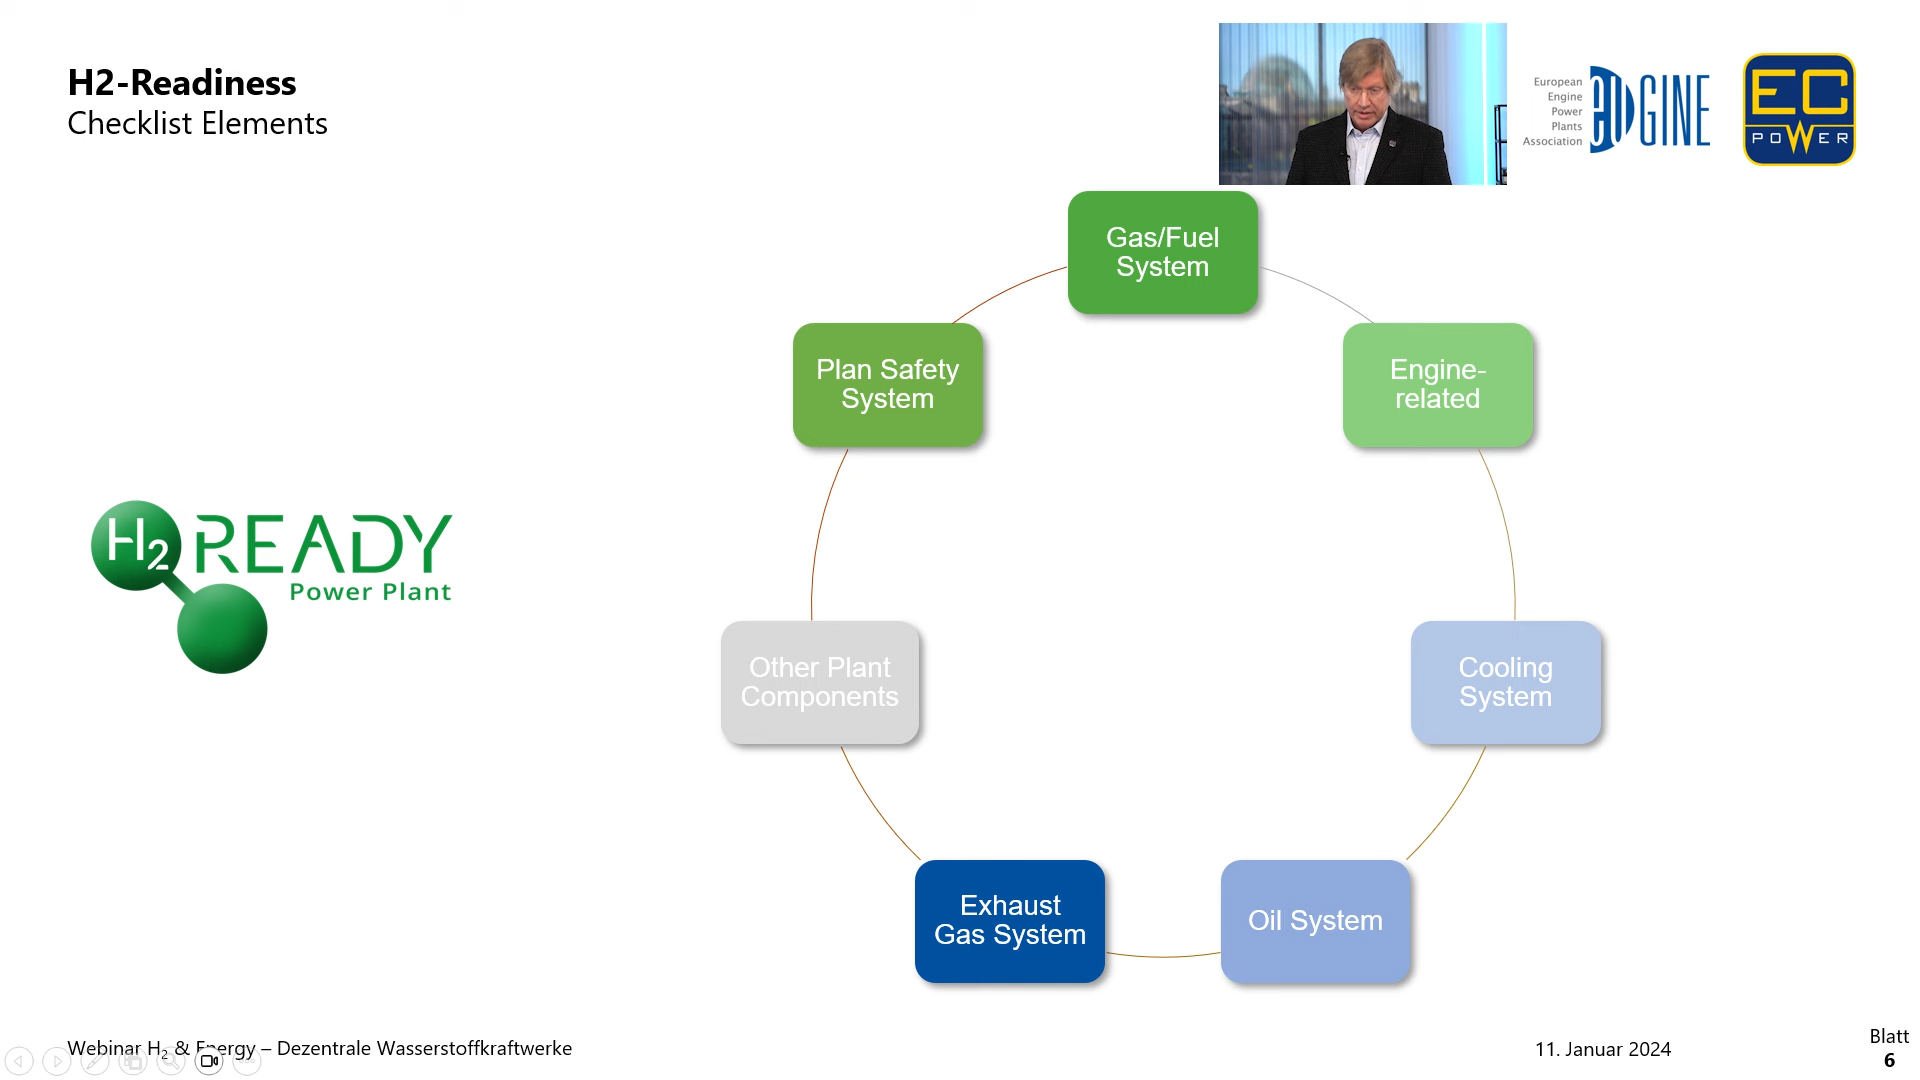 H2-Readiness
Checklist Elements
European
Engine
Power
Plants
Association
euGINE
EC
POWER
Gas/Fuel
System
Plan Safety
System
Engine-
related
H2 READY
Power Plant
Other Plant
Components
Cooling
System
Exhaust
Gas System
Oil System
Webinar H₂ & Energy – Dezentrale Wasserstoffkraftwerke
11. Januar 2024
Blatt
6